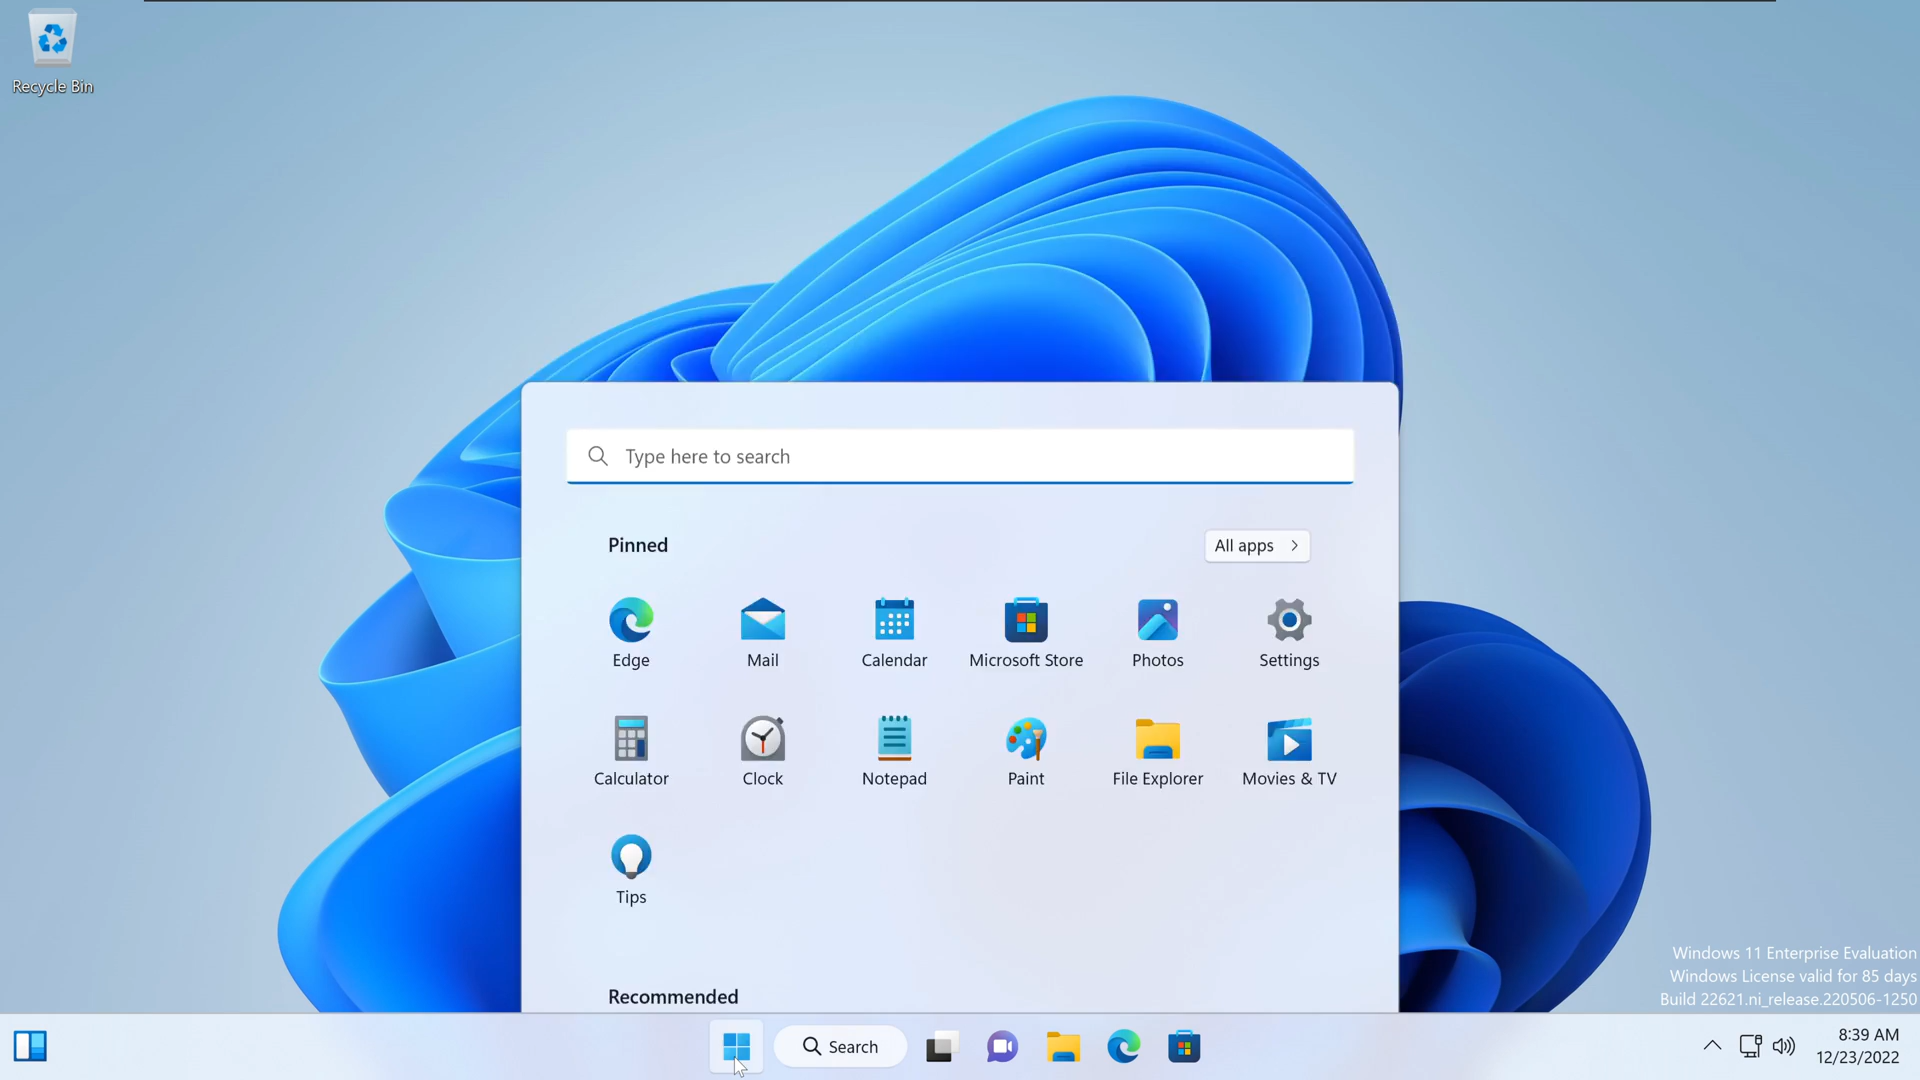 Recycle Bin
Type here to search
Pinned
All apps
Edge
Mail
Calendar
Microsoft Store
Photos
Settings
Calculator
Clock
Notepad
Paint
File Explorer
Movies & TV
Tips
Recommended
Windows 11 Enterprise Evaluation
Windows License valid for 85 days
Build 22621.ni_release.220506-1250
Search
8:39 AM
12/23/2022